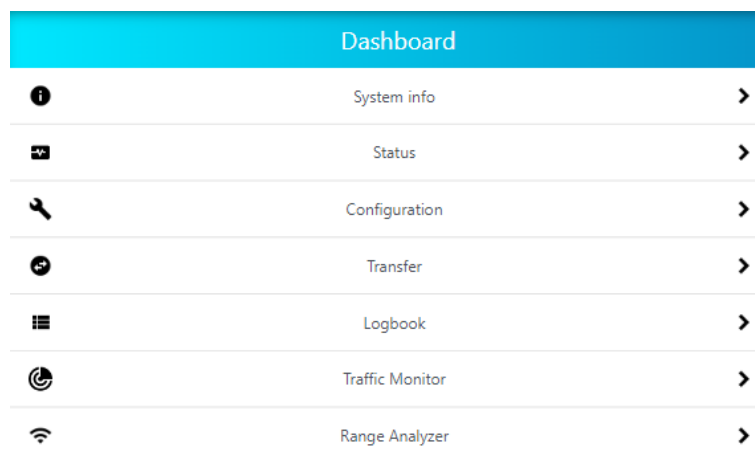 Dashboard
System info
Status
Configuration
Transfer
Logbook
Traffic Monitor
Range Analyzer